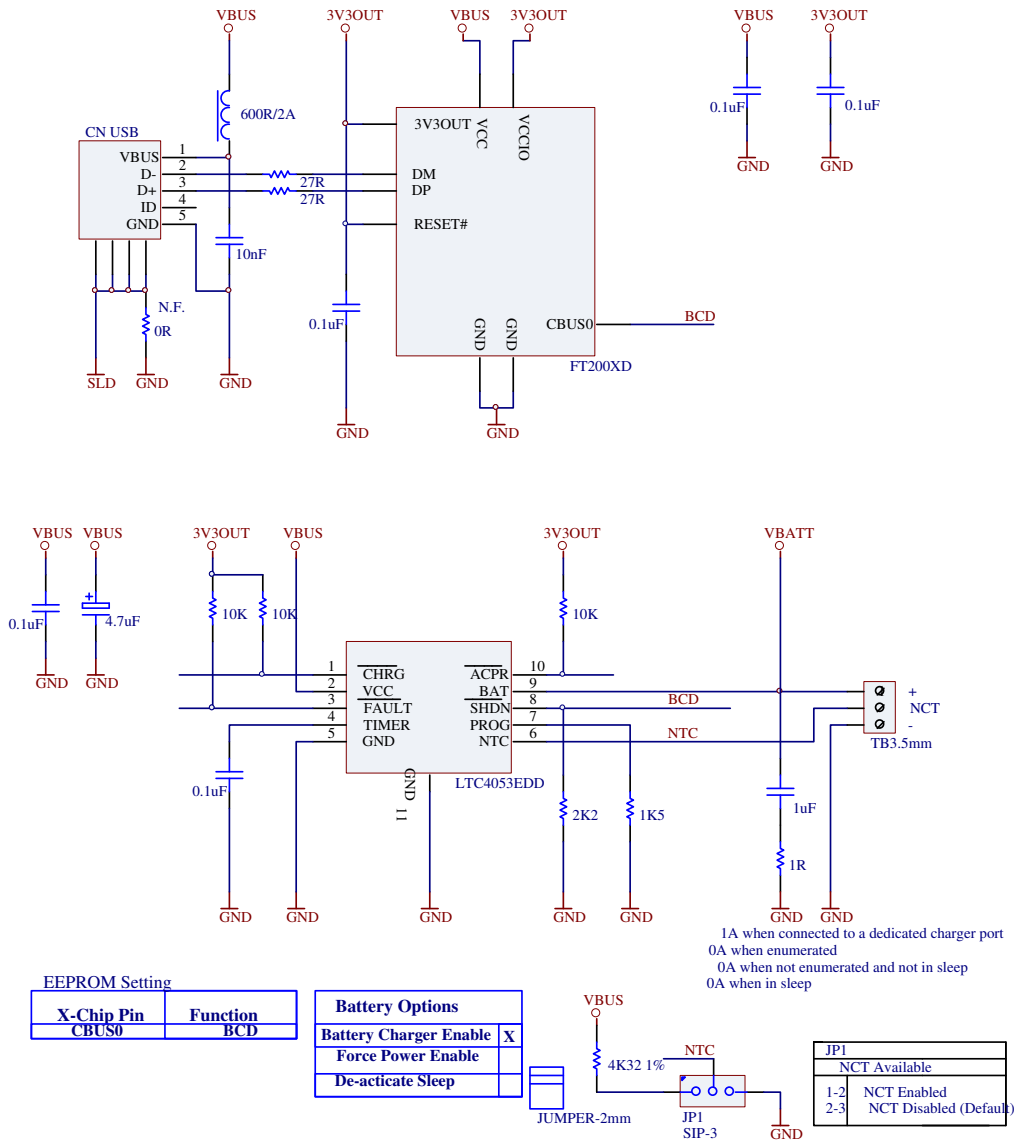 VBUS
3V3OUT
VBUS
3V3OUT
VBUS
3V3OUT
600R/2A
0.1uF
0.1uF
GND
GND
CN USB
VBUS
D-
D+
ID
GND
1
2
3
4
5
27R
27R
10nF
N.F.
0R
SLD
GND
GND
0.1uF
GND
3V3OUT
VCC
VCCIO
DM
DP
RESET#
GND
GND
CBUS0
BCD
FT200XD
GND
VBUS
VBUS
3V3OUT
VBUS
3V3OUT
VBATT
0.1uF
4.7uF
GND
GND
10K
10K
10K
1
2
3
4
5
CHRG
VCC
FAULT
TIMER
GND
ACPR
BAT
SHDN
PROG
NTC
10
9
8
7
6
GND
11
LTC4053EDD
BCD
NTC
+
NCT
-
TB3.5mm
0.1uF
2K2
1K5
1uF
1R
GND
GND
GND
GND
GND
GND
GND
1A when connected to a dedicated charger port
0A when enumerated
0A when not enumerated and not in sleep
0A when in sleep
EEPROM Setting
X-Chip Pin Function
CBUS0 BCD
Battery Options
Battery Charger Enable X
Force Power Enable
De-acticate Sleep
JUMPER-2mm
VBUS
4K32 1%
NTC
JP1
SIP-3
GND
JP1
NCT Available
1-2 NCT Enabled
2-3 NCT Disabled (Default)